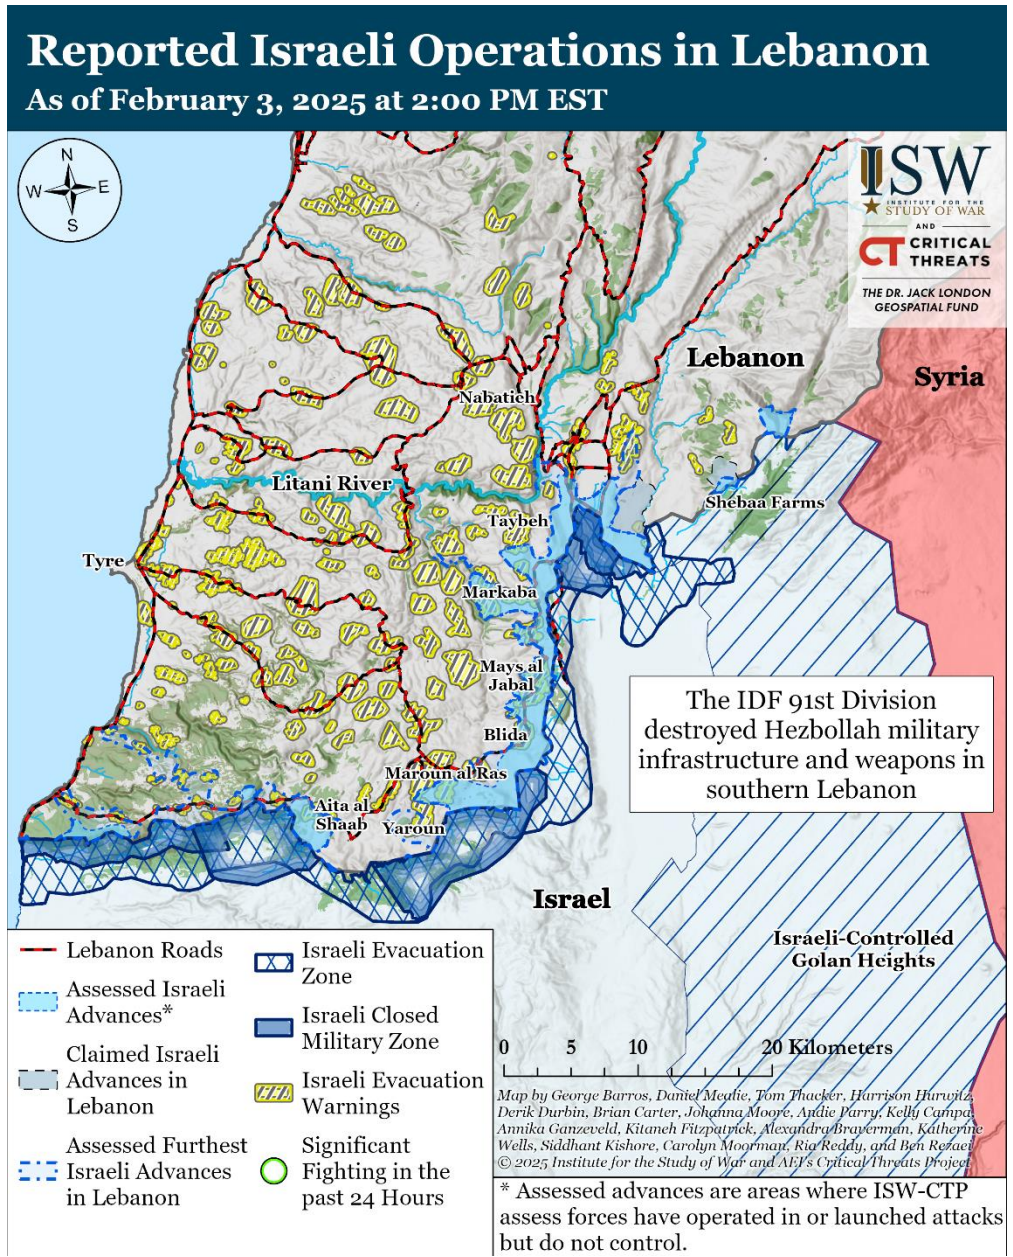 Reported Israeli Operations in Lebanon
As of February 3, 2025 at 2:00 PM EST
N
W
E
S
ISW
INSTITUTE FOR THE
STUDY OF WAR
AND
CT CRITICAL
THREATS
THE DR. JACK LONDON
GEOSPATIAL FUND
Lebanon
Syria
Nabatieh
Litani River
Shebaa Farms
Taybeh
Tyre
Markaba
Mays al
Jabal
Blida
Maroun al Ras
Aita al
Shaab
Yaroun
The IDF 91st Division
destroyed Hezbollah military
infrastructure and weapons in
southern Lebanon
Israel
Israeli-Controlled
Golan Heights
Lebanon Roads
Assessed Israeli
Advances*
Claimed Israeli
Advances in
Lebanon
Assessed Furthest
Israeli Advances
in Lebanon
Israeli Evacuation
Zone
Israeli Closed
Military Zone
Israeli Evacuation
Warnings
Significant
Fighting in the
past 24 Hours
0 5 10 20 Kilometers
Map by George Barros, Daniel Mealie, Tom Thacker, Harrison Hurwitz,
Derik Durbin, Brian Carter, Johanna Moore, Andie Parry, Kelly Campa,
Annika Ganzeveld, Kitaneh Fitzpatrick, Alexandra Braverman, Katherine
Wells, Siddhant Kishore, Carolyn Moorman, Ria Reddy, and Ben Rezaei
© 2025 Institute for the Study of War and AEI's Critical Threats Project
* Assessed advances are areas where ISW-CTP
assess forces have operated in or launched attacks
but do not control.